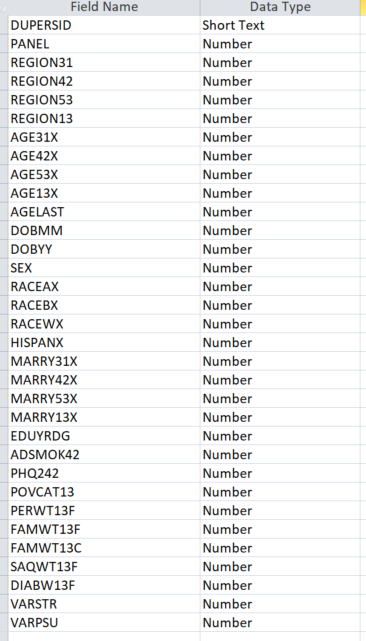 Field Name Data Type
DUPERSID Short Text
PANEL Number
REGION31 Number
REGION42 Number
REGION53 Number
REGION13 Number
AGE31X Number
AGE42X Number
AGE53X Number
AGE13X Number
AGELAST Number
DOBMM Number
DOBYY Number
SEX Number
RACEAX Number
RACEBX Number
RACEWX Number
HISPANX Number
MARRY31X Number
MARRY42X Number
MARRY53X Number
MARRY13X Number
EDUYRDG Number
ADSMOK42 Number
PHQ242 Number
POVCAT13 Number
PERWT13F Number
FAMWT13F Number
FAMWT13C Number
SAQWT13F Number
DIABW13F Number
VARSTR Number
VARPSU Number